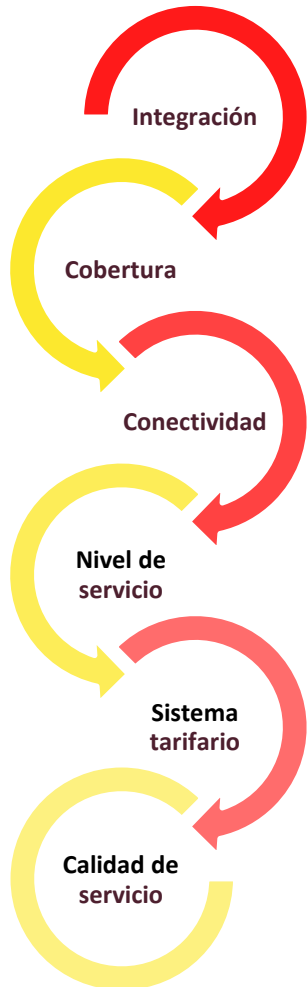 Integración
Cobertura
Conectividad
Nivel de
servicio
Sistema
tarifario
Calidad de
servicio